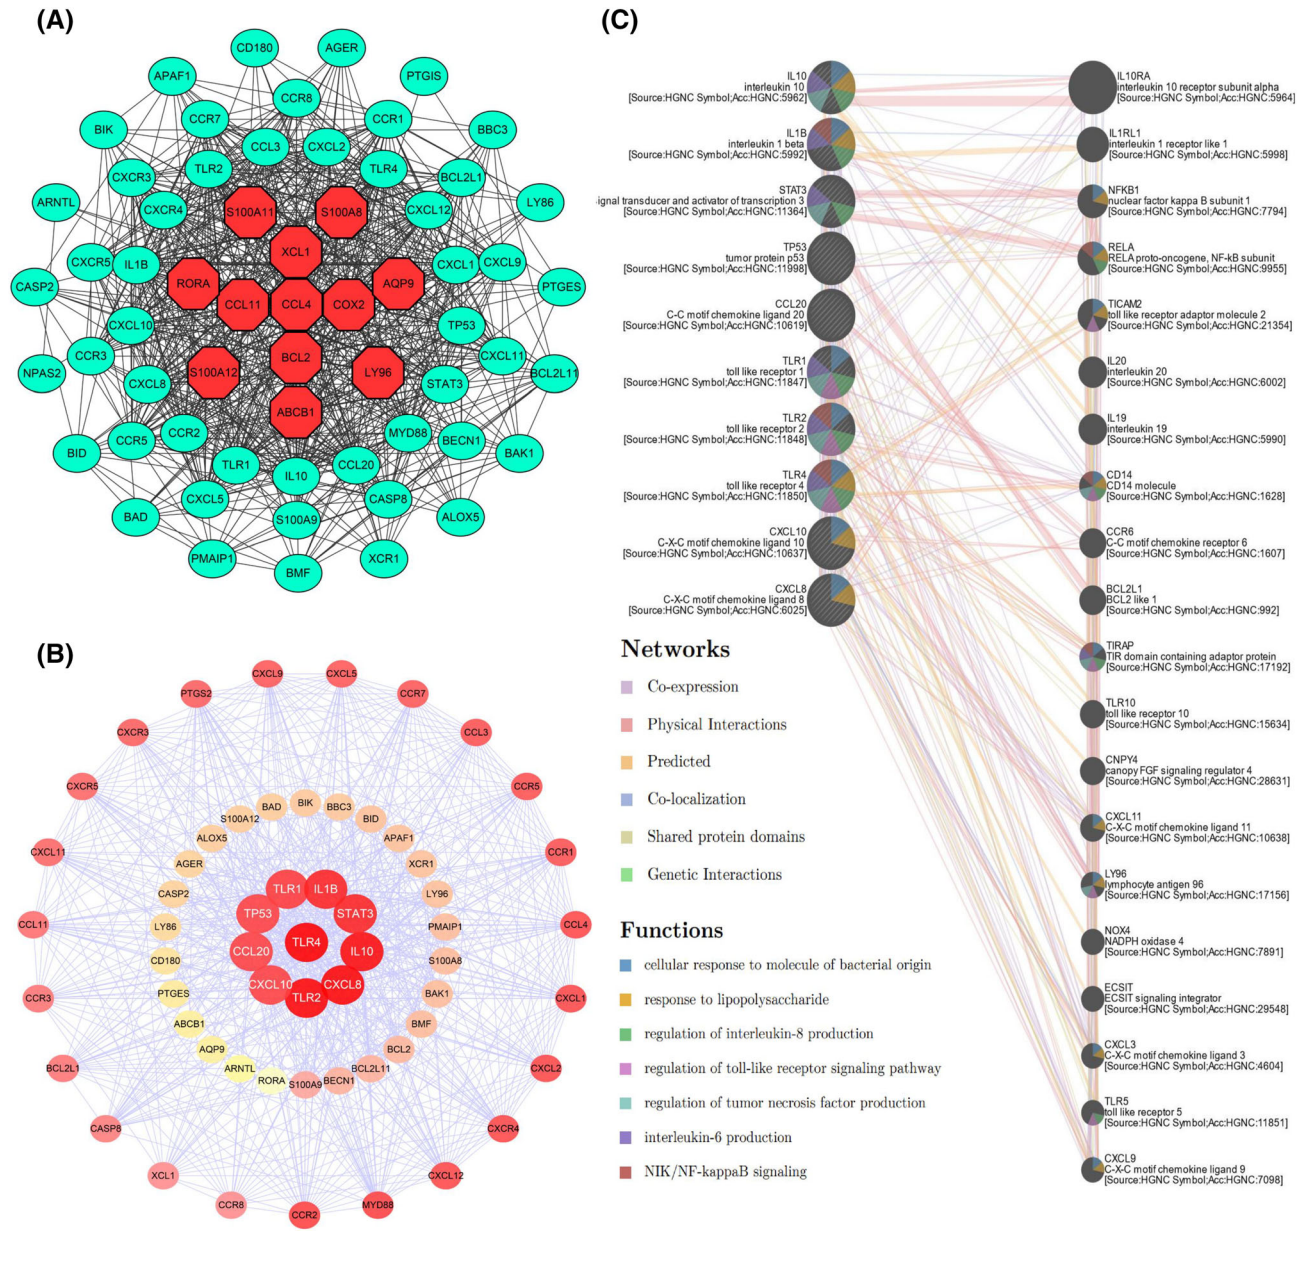 (A)
CD180
AGER
APAF1
PTGIS
CCR8
CCR7
CCR1
BIK
BBC3
CCL3
CXCL2
TLR2
TLR4
CXCR3
BCL2L1
ARNTL
CXCR4
S100A11
S100A8
CXCL12
LY86
XCL1
CXCR5
IL1B
CXCL1
CXCL9
CASP2
RORA
AQP9
PTGES
CCL11
CCL4
COX2
CXCL10
TP53
CCR3
BCL2
CXCL11
NPAS2
S100A12
LY96
BCL2L11
CXCL8
STAT3
ABCB1
CCR5
CCR2
MYD88
BECN1
BID
BAK1
TLR1
CCL20
IL10
CXCL5
CASP8
BAD
S100A9
ALOX5
PMAIP1
XCR1
BMF
(B)
CXCL9
CXCL5
PTGS2
CCR7
CXCR3
CCL3
CXCR5
CCR5
BIK
BAD
BBC3
S100A12
BID
ALOX5
APAF1
CXCL11
CCR1
AGER
XCR1
TLR1
IL1B
CASP2
LY96
TP53
STAT3
CCL11
LY86
PMAIP1
CCL4
TLR4
CCL20
IL10
CD180
S100A8
CXCL10
CXCL8
PTGES
BAK1
CCR3
TLR2
CXCL1
ABCB1
BMF
AQP9
BCL2
BCL2L1
ARNTL
BCL2L11
CXCL2
RORA
S100A9
BECN1
CASP8
CXCR4
XCL1
CXCL12
CCR8
MYD88
CCR2
(C)
IL10
interleukin 10
[Source:HGNC Symbol;Acc:HGNC:5962]
IL1B
interleukin 1 beta
[Source:HGNC Symbol;Acc:HGNC:5992]
STAT3
ignal transducer and activator of transcription 3
[Source:HGNC Symbol;Acc:HGNC:11364]
TP53
tumor protein p53
[Source:HGNC Symbol;Acc:HGNC:11998]
CCL20
C-C motif chemokine ligand 20
[Source:HGNC Symbol;Acc:HGNC:10619]
TLR1
toll like receptor 1
[Source:HGNC Symbol;Acc:HGNC:11847]
TLR2
toll like receptor 2
[Source:HGNC Symbol;Acc:HGNC:11848]
TLR4
toll like receptor 4
[Source:HGNC Symbol;Acc:HGNC:11850]
CXCL10
C-X-C motif chemokine ligand 10
[Source:HGNC Symbol;Acc:HGNC:10637]
CXCL8
C-X-C motif chemokine ligand 8
[Source:HGNC Symbol;Acc:HGNC:6025]
IL10RA
interleukin 10 receptor subunit alpha
[Source:HGNC Symbol;Acc:HGNC:5964]
IL1RL1
interleukin 1 receptor like 1
[Source:HGNC Symbol;Acc:HGNC:5998]
NFKB1
nuclear factor kappa B subunit 1
[Source:HGNC Symbol;Acc:HGNC:7794]
RELA
RELA proto-oncogene, NF-kB subunit
[Source:HGNC Symbol;Acc:HGNC:9955]
TICAM2
toll like receptor adaptor molecule 2
[Source:HGNC Symbol;Acc:HGNC:21354]
IL20
interleukin 20
[Source:HGNC Symbol;Acc:HGNC:6002]
IL19
interleukin 19
[Source:HGNC Symbol;Acc:HGNC:5990]
CD14
CD14 molecule
[Source:HGNC Symbol;Acc:HGNC:1628]
CCR6
C-C motif chemokine receptor 6
[Source:HGNC Symbol;Acc:HGNC:1607]
BCL2L1
BCL2 like 1
[Source:HGNC Symbol;Acc:HGNC:992]
TIRAP
TIR domain containing adaptor protein
[Source:HGNC Symbol;Acc:HGNC:17192]
TLR10
toll like receptor 10
[Source:HGNC Symbol;Acc:HGNC:15634]
CNPY4
canopy FGF signaling regulator 4
[Source:HGNC Symbol;Acc:HGNC:28631]
CXCL11
C-X-C motif chemokine ligand 11
[Source:HGNC Symbol;Acc:HGNC:10638]
LY96
lymphocyte antigen 96
[Source:HGNC Symbol;Acc:HGNC:17156]
NOX4
NADPH oxidase 4
[Source:HGNC Symbol;Acc:HGNC:7891]
ECSIT
ECSIT signaling integrator
[Source:HGNC Symbol;Acc:HGNC:29548]
CXCL3
C-X-C motif chemokine ligand 3
[Source:HGNC Symbol;Acc:HGNC:4604]
TLR5
toll like receptor 5
[Source:HGNC Symbol;Acc:HGNC:11851]
CXCL9
C-X-C motif chemokine ligand 9
[Source:HGNC Symbol;Acc:HGNC:7098]
Networks
Co-expression
Physical Interactions
Predicted
Co-localization
Shared protein domains
Genetic Interactions
Functions
cellular response to molecule of bacterial origin
response to lipopolysaccharide
regulation of interleukin-8 production
regulation of toll-like receptor signaling pathway
regulation of tumor necrosis factor production
interleukin-6 production
NIK/NF-kappaB signaling